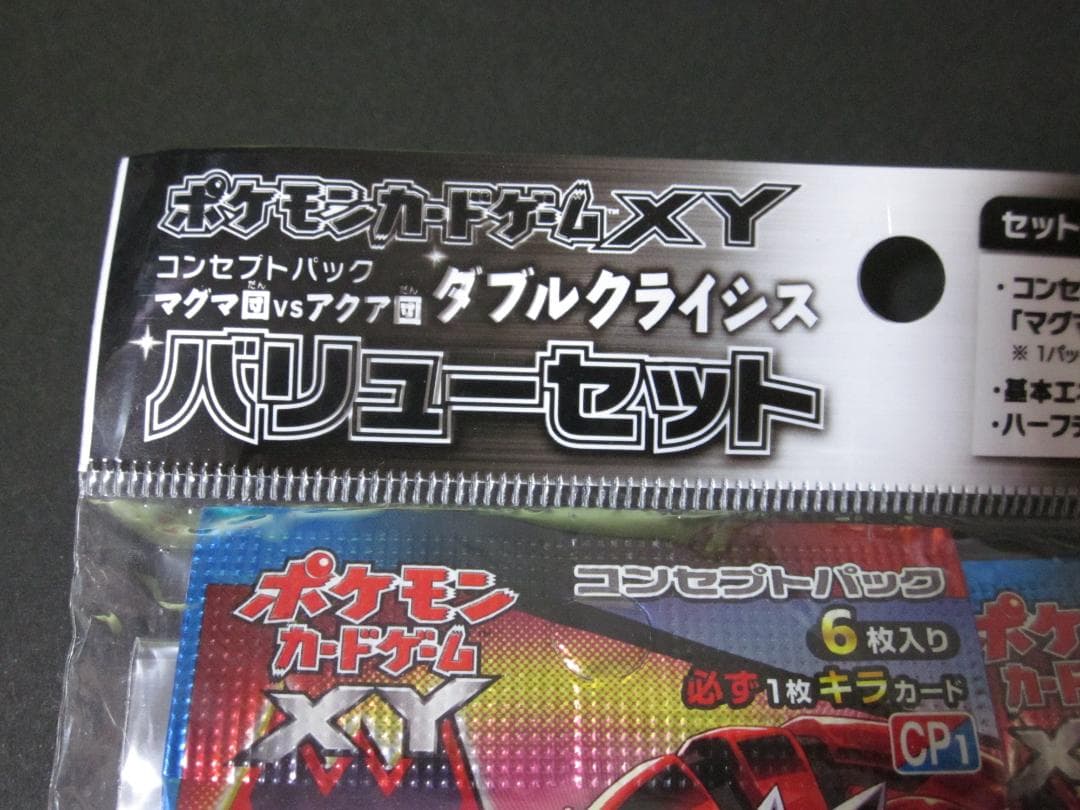 ポケモンカードゲーム™XY
コンセプトパック
マグマ団vsアクア団 ダブルクライシス
バリューセット
セット
・コンセ
「マグマ
※ 1パッ
・基本エネ
・ハーフデ
ポケモン
カードゲーム
XY
コンセプトパック
6枚入り
必ず1枚キラカード
CP1